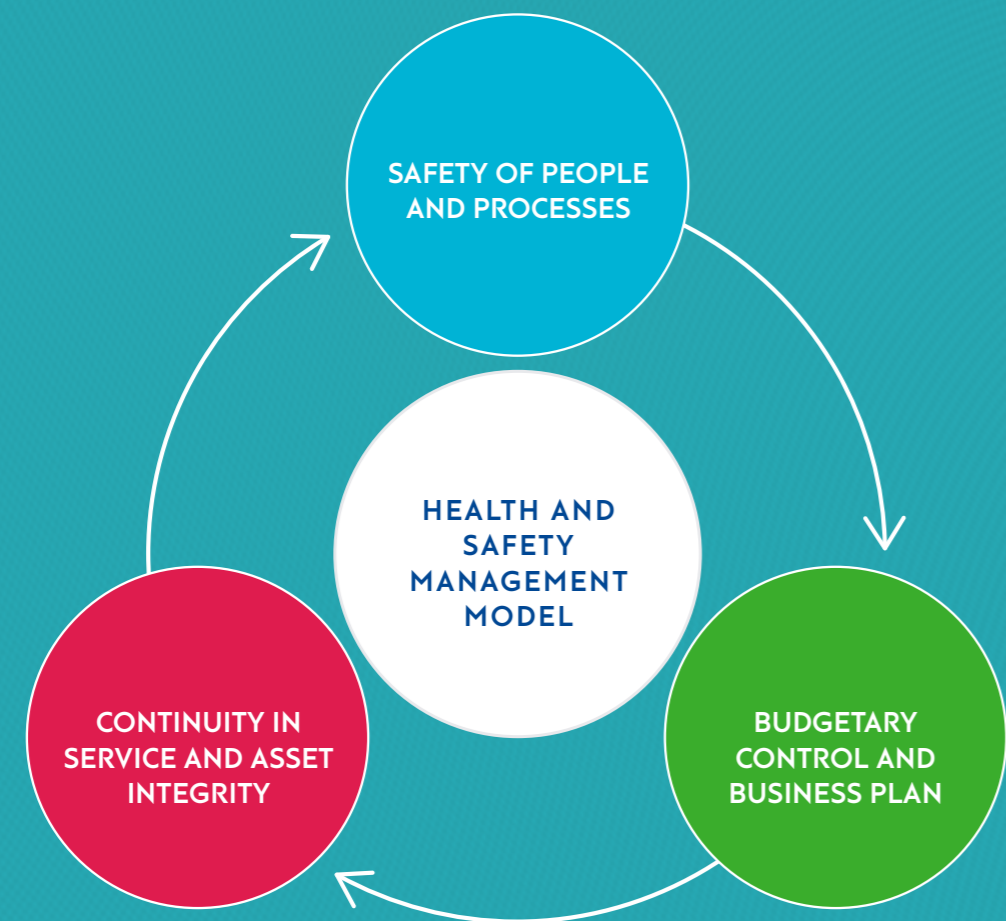 SAFETY OF PEOPLE
AND PROCESSES
HEALTH AND
SAFETY
MANAGEMENT
MODEL
CONTINUITY IN
SERVICE AND ASSET
INTEGRITY
BUDGETARY
CONTROL AND
BUSINESS PLAN